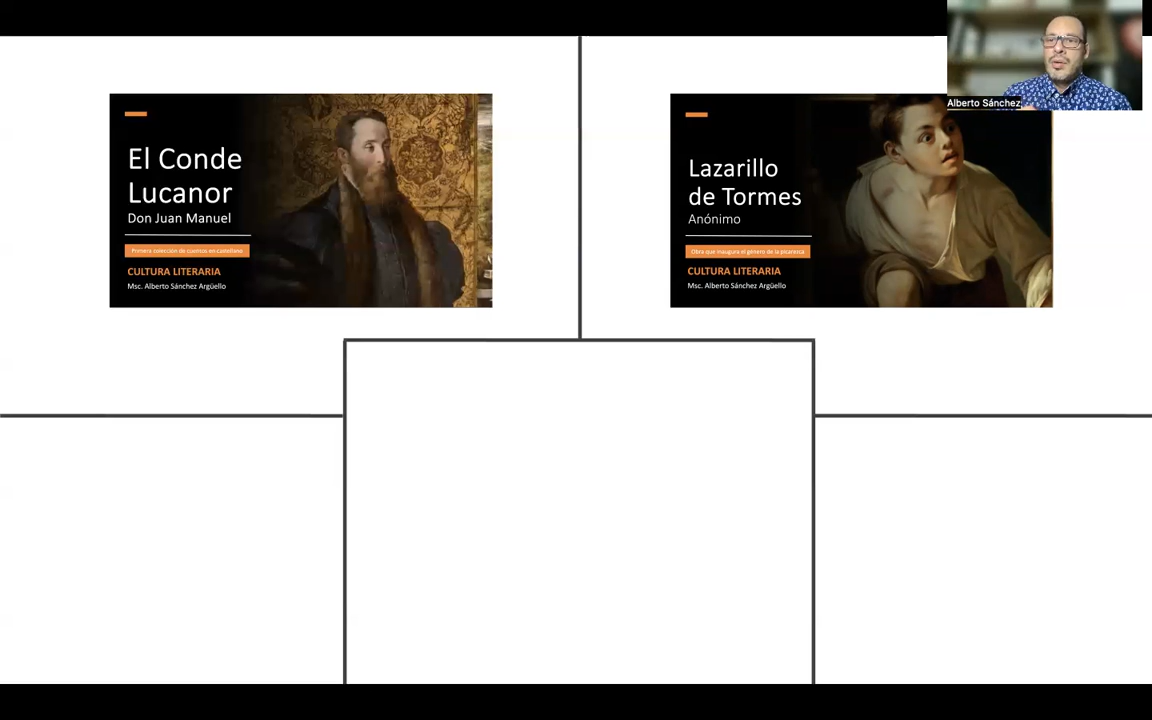 El Conde
Lucanor
Don Juan Manuel
Primera colección de cuentos en castellano
CULTURA LITERARIA
Msc. Alberto Sánchez Argüello
Lazarillo
de Tormes
Anónimo
Obra que inaugura el género de la picaresca
CULTURA LITERARIA
Msc. Alberto Sánchez Argüello
Alberto Sánchez